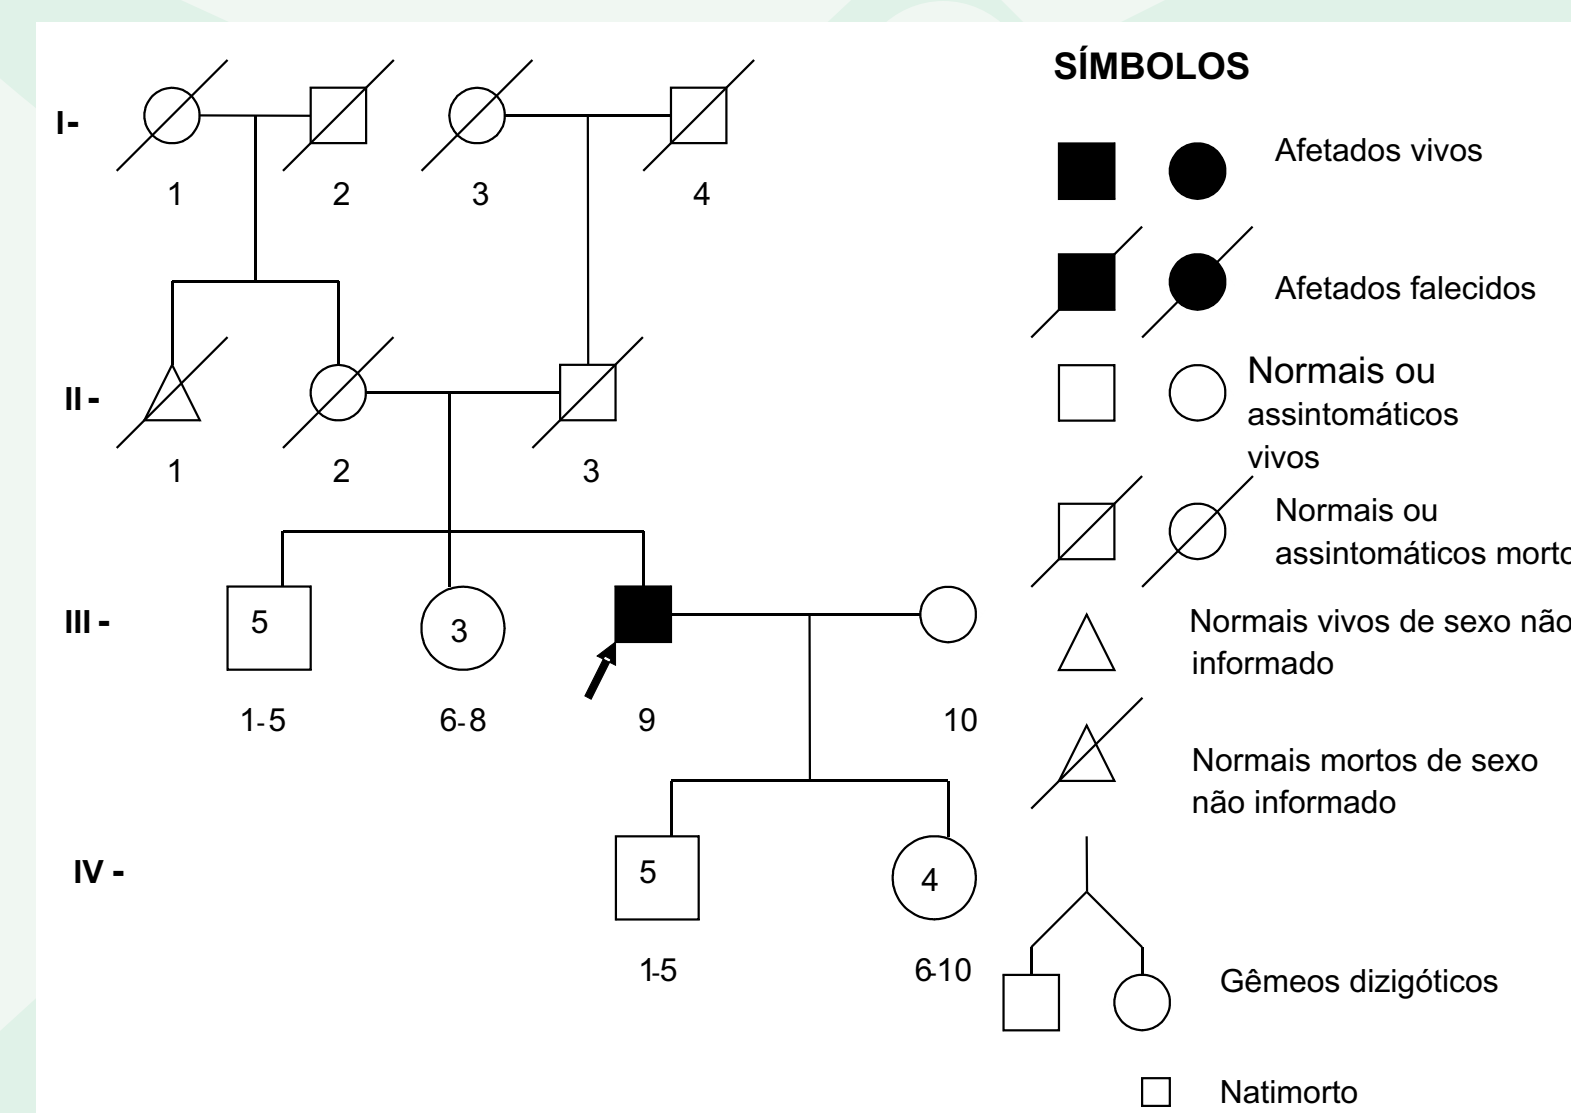 SÍMBOLOS
I-
1
2
3
4
Afetados vivos
Afetados falecidos
II-
1
2
3
Normais ou
assintomáticos
vivos
Normais ou
assintomáticos morto
III-
5
3
1-5
6-8
9
10
Normais vivos de sexo não
informado
Normais mortos de sexo
não informado
IV-
5
4
1-5
6-10
Gêmeos dizigóticos
Natimorto